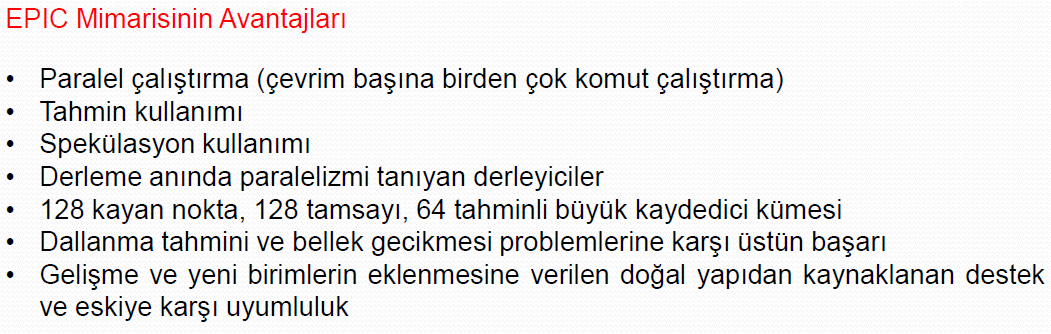 EPIC Mimarisinin Avantajları
• Paralel çalıştırma (çevrim başına birden çok komut çalıştırma)
• Tahmin kullanımı
• Spekülasyon kullanımı
• Derleme anında paralelizmi tanıyan derleyiciler
• 128 kayan nokta, 128 tamsayı, 64 tahminli büyük kaydedici kümesi
• Dallanma tahmini ve bellek gecikmesi problemlerine karşı üstün başarı
• Gelişme ve yeni birimlerin eklenmesine verilen doğal yapıdan kaynaklanan destek
ve eskiye karşı uyumluluk